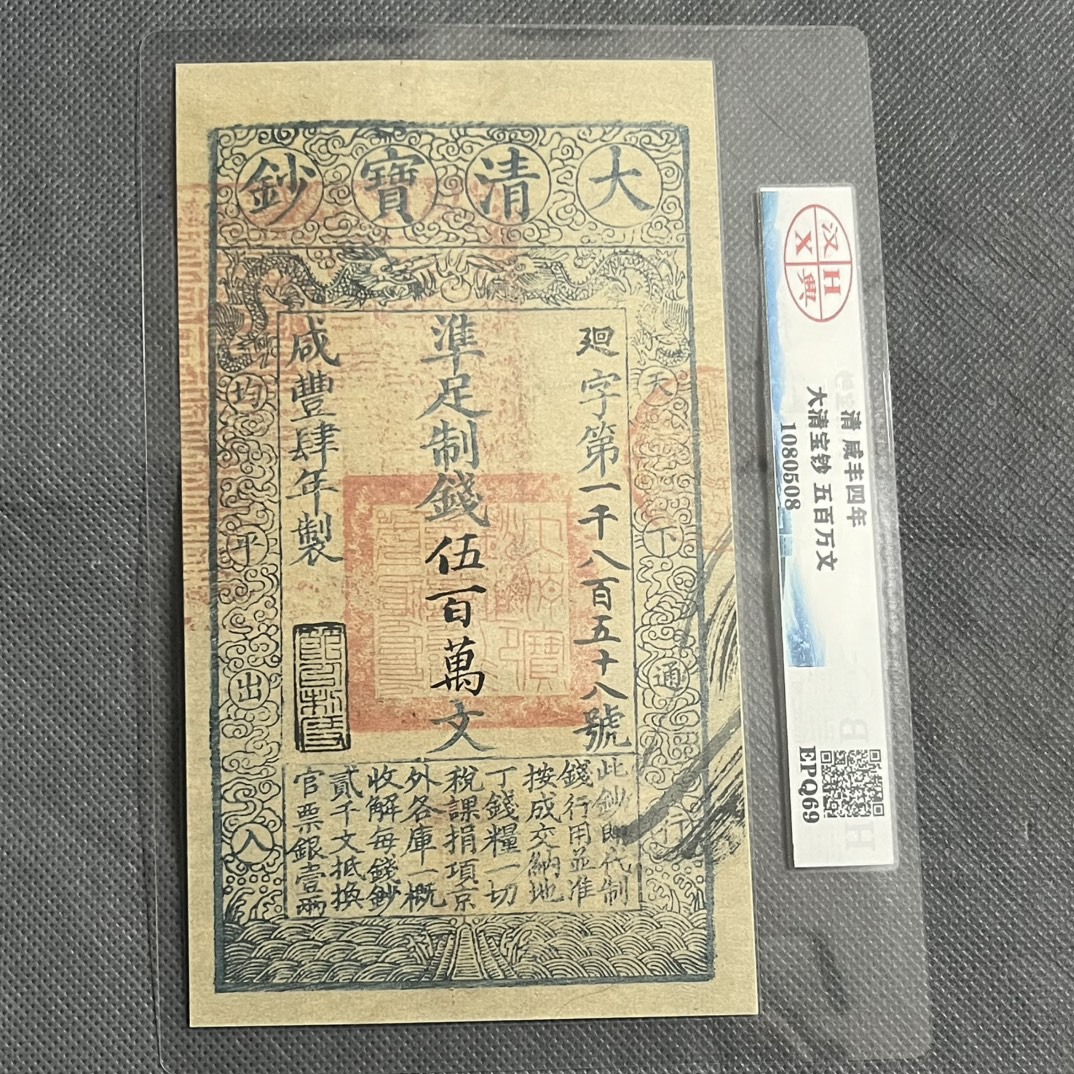 大清寶鈔
天下通行
均平出入
廻字第一千八百五十八號
準足制錢伍百萬文
咸豐肆年製
此鈔即代制
錢行用並准
按成交納地
丁錢糧一切
稅課捐項京
外各庫一概
收解每錢鈔
貳千文抵換
官票銀壹兩
汉 H X 典
清 咸丰四年
大清宝钞 五百万文
1080508
EPQ69